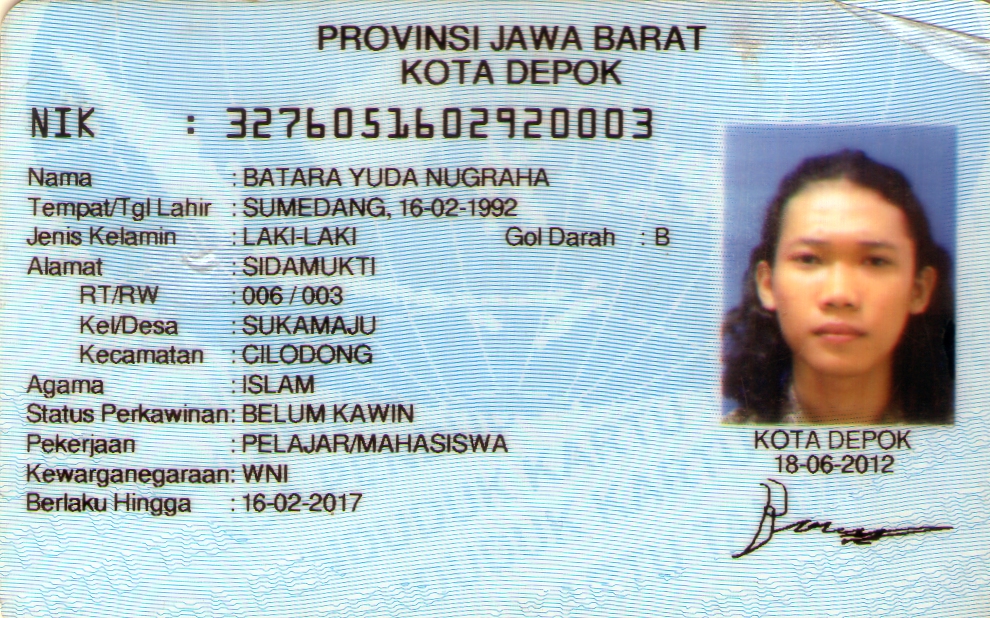 PROVINSI JAWA BARAT
KOTA DEPOK
NIK : 3276051602920003
Nama : BATARA YUDA NUGRAHA
Tempat/Tgl Lahir : SUMEDANG, 16-02-1992
Jenis Kelamin : LAKI-LAKI Gol Darah : B
Alamat : SIDAMUKTI
RT/RW : 006 / 003
Kel/Desa : SUKAMAJU
Kecamatan : CILODONG
Agama : ISLAM
Status Perkawinan: BELUM KAWIN
Pekerjaan : PELAJAR/MAHASISWA
Kewarganegaraan: WNI
Berlaku Hingga : 16-02-2017
KOTA DEPOK
18-06-2012